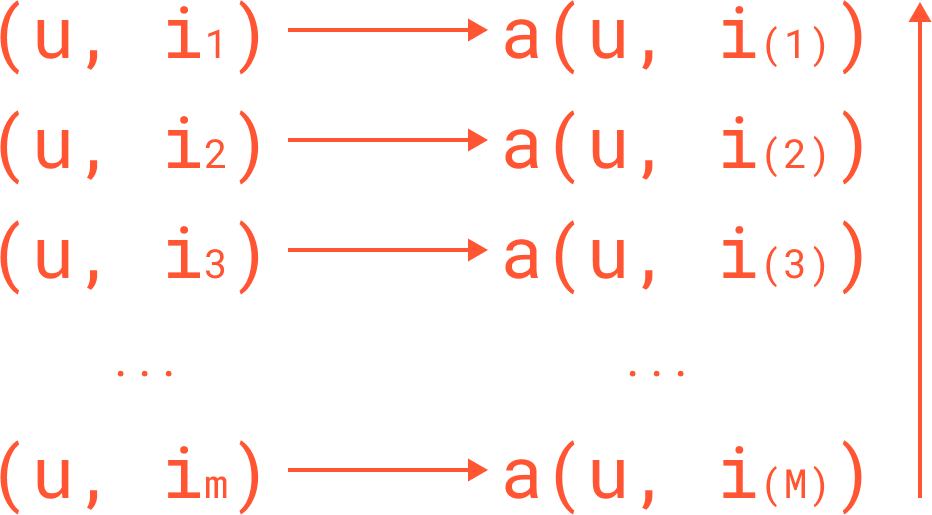 (u, i₁) → a(u, i₍₁₎)
(u, i₂) → a(u, i₍₂₎)
(u, i₃) → a(u, i₍₃₎)
... ...
(u, iₘ) → a(u, i₍M₎)